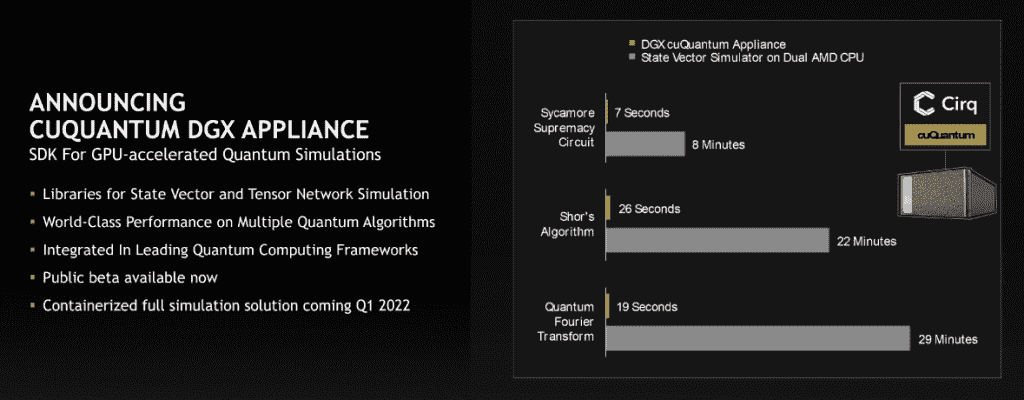 ANNOUNCING
CUQUANTUM DGX APPLIANCE
SDK For GPU-accelerated Quantum Simulations
Libraries for State Vector and Tensor Network Simulation
World-Class Performance on Multiple Quantum Algorithms
Integrated In Leading Quantum Computing Frameworks
Public beta available now
Containerized full simulation solution coming Q1 2022
DGX cuQuantum Appliance
State Vector Simulator on Dual AMD CPU
Cirq
cuQuantum
Sycamore
Supremacy
Circuit
7 Seconds
8 Minutes
Shor's
Algorithm
26 Seconds
22 Minutes
Quantum
Fourier
Transform
19 Seconds
29 Minutes